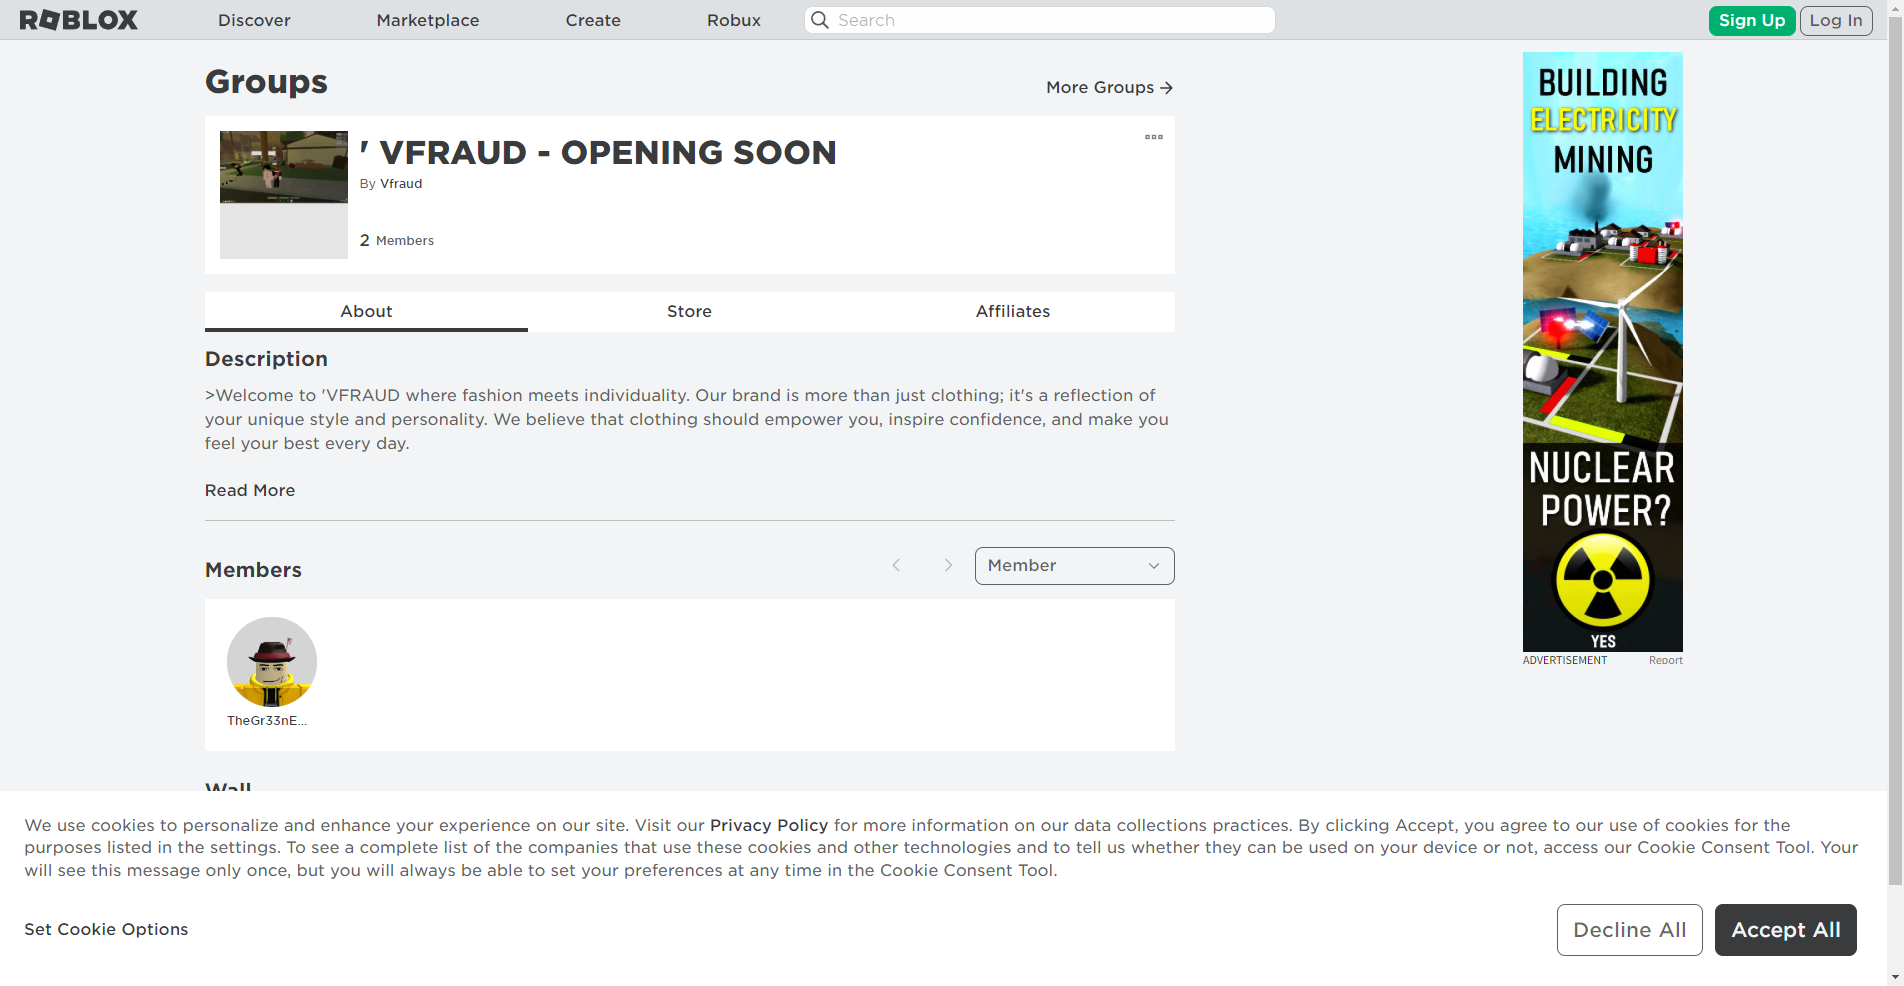 ROBLOX
Discover
Marketplace
Create
Robux
Search
Sign Up
Log In
Groups
More Groups
' VFRAUD - OPENING SOON
By Vfraud
2 Members
About
Store
Affiliates
Description
>Welcome to 'VFRAUD where fashion meets individuality. Our brand is more than just clothing; it's a reflection of
your unique style and personality. We believe that clothing should empower you, inspire confidence, and make you
feel your best every day.
Read More
Members
Member
TheGr33nE...
Wall
BUILDING
ELECTRICITY
MINING
NUCLEAR
POWER?
YES
ADVERTISEMENT
Report
We use cookies to personalize and enhance your experience on our site. Visit our Privacy Policy for more information on our data collections practices. By clicking Accept, you agree to our use of cookies for the
purposes listed in the settings. To see a complete list of the companies that use these cookies and other technologies and to tell us whether they can be used on your device or not, access our Cookie Consent Tool. Your
will see this message only once, but you will always be able to set your preferences at any time in the Cookie Consent Tool.
Set Cookie Options
Decline All
Accept All